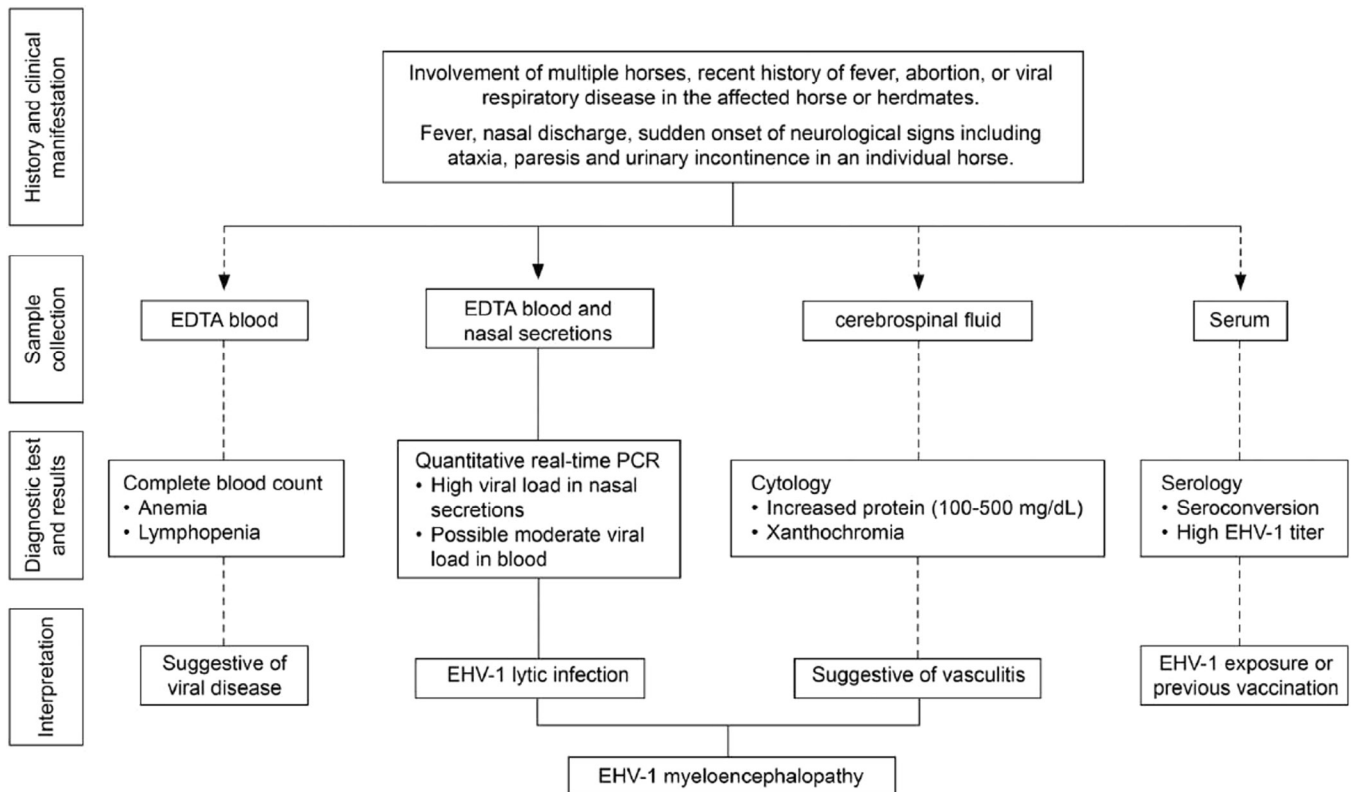 History and clinical
manifestation
Involvement of multiple horses, recent history of fever, abortion, or viral
respiratory disease in the affected horse or herdmates.
Fever, nasal discharge, sudden onset of neurological signs including
ataxia, paresis and urinary incontinence in an individual horse.
Sample
collection
EDTA blood
EDTA blood and
nasal secretions
cerebrospinal fluid
Serum
Diagnostic test
and results
Complete blood count
• Anemia
• Lymphopenia
Quantitative real-time PCR
• High viral load in nasal
secretions
• Possible moderate viral
load in blood
Cytology
• Increased protein (100-500 mg/dL)
• Xanthochromia
Serology
• Seroconversion
• High EHV-1 titer
Interpretation
Suggestive of
viral disease
EHV-1 lytic infection
Suggestive of vasculitis
EHV-1 exposure or
previous vaccination
EHV-1 myeloencephalopathy